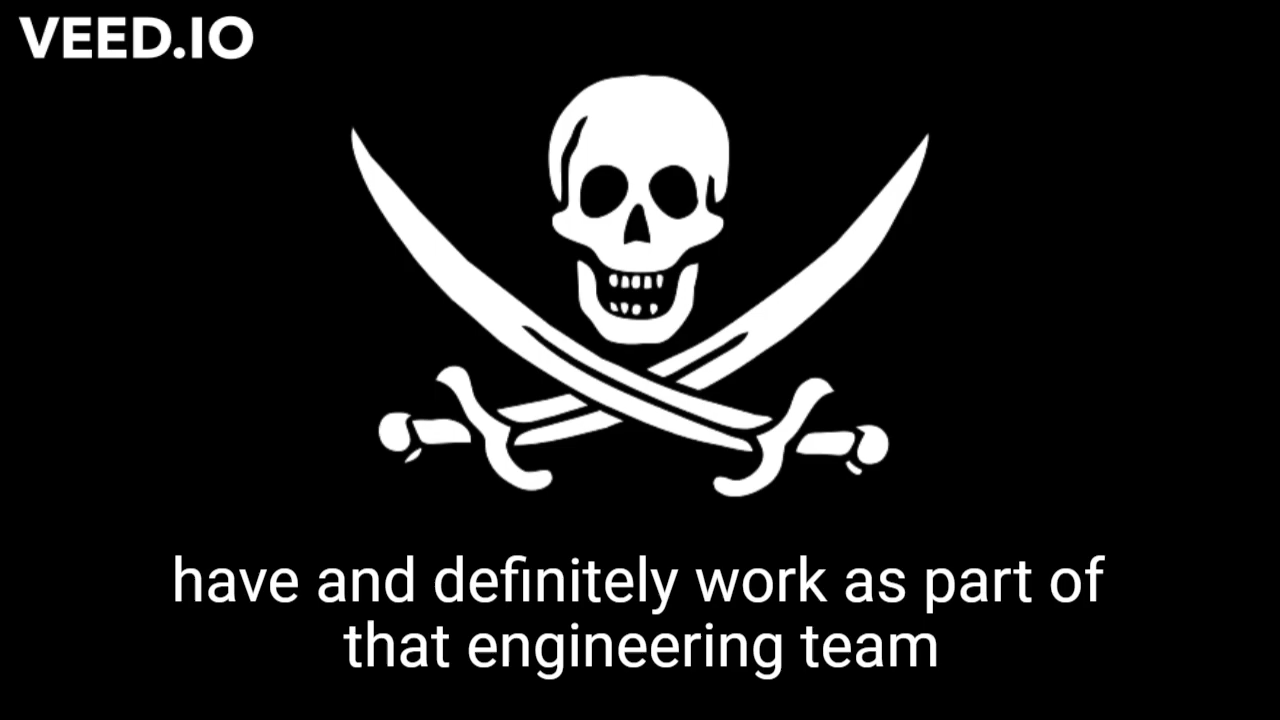 VEED.IO
have and definitely work as part of
that engineering team